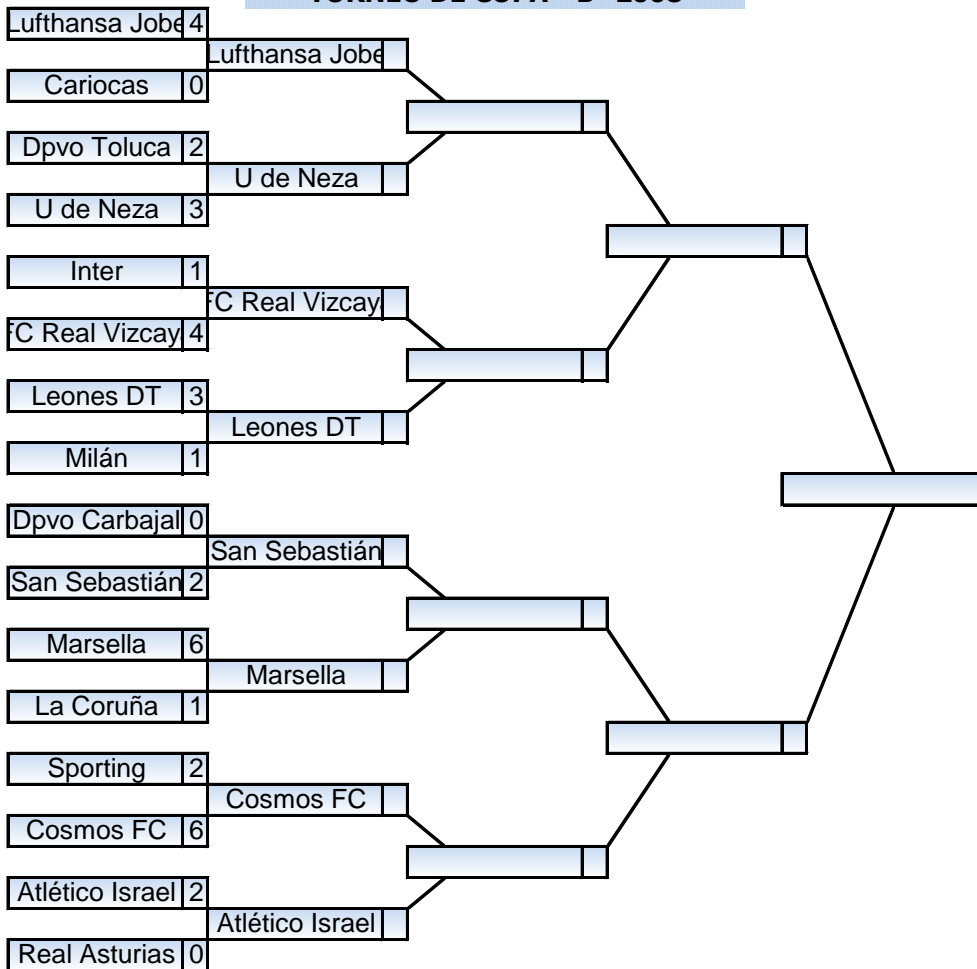 Lufthansa Jobe 4
Lufthansa Jobe
Cariocas 0
Dpvo Toluca 2
U de Neza
U de Neza 3
Inter 1
FC Real Vizcay
FC Real Vizcay 4
Leones DT 3
Leones DT
Milán 1
Dpvo Carbajal 0
San Sebastián
San Sebastián 2
Marsella 6
Marsella
La Coruña 1
Sporting 2
Cosmos FC
Cosmos FC 6
Atlético Israel 2
Atlético Israel
Real Asturias 0